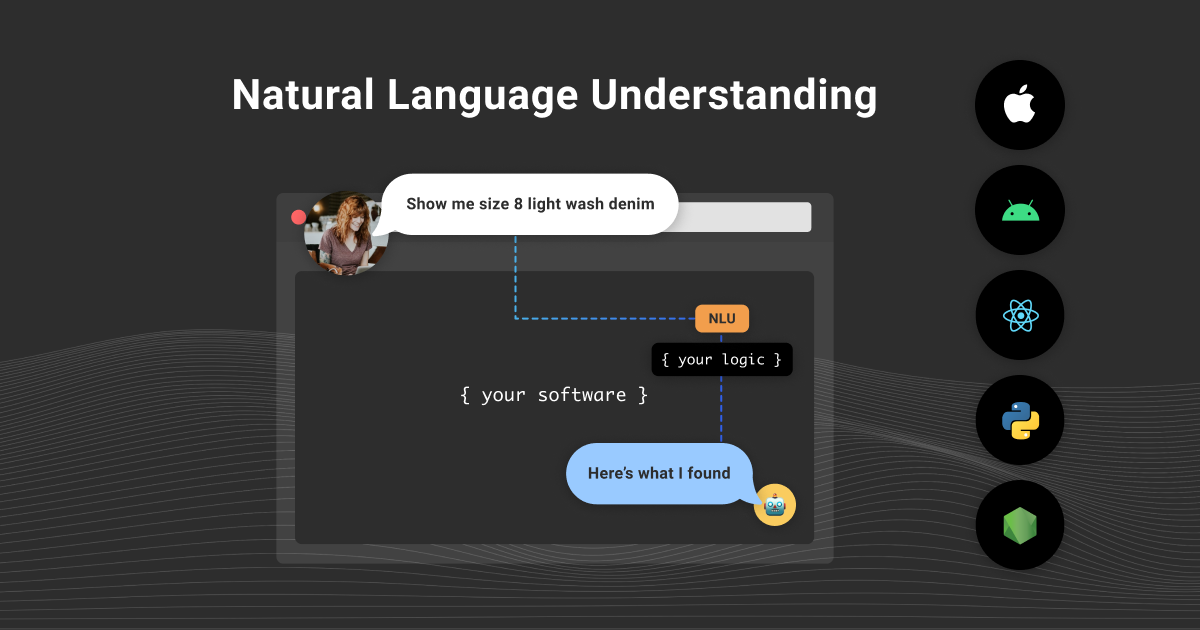 Natural Language Understanding
Show me size 8 light wash denim
NLU
{ your logic }
{ your software }
Here’s what I found